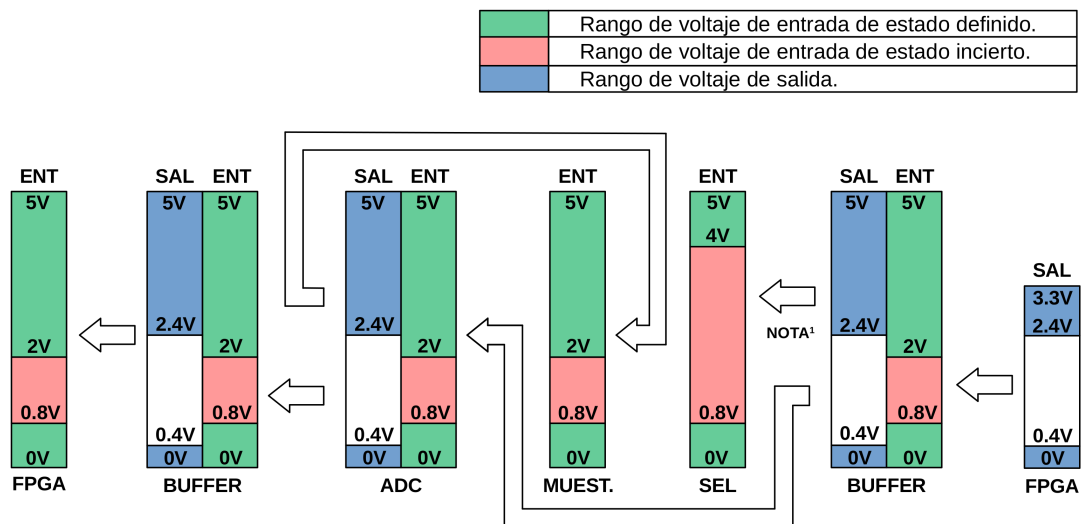 Rango de voltaje de entrada de estado definido.
Rango de voltaje de entrada de estado incierto.
Rango de voltaje de salida.
ENT SAL ENT SAL ENT ENT ENT SAL ENT
5V 5V 5V 5V 5V 5V 5V 5V 5V
4V
SAL
3.3V
2.4V 2.4V 2.4V 2.4V
NOTA¹
2V 2V 2V 2V 2V
0.8V 0.8V 0.8V 0.8V 0.8V 0.8V
0.4V 0.4V 0.4V 0.4V
0V 0V 0V 0V 0V 0V 0V 0V 0V 0V
FPGA BUFFER ADC MUEST. SEL BUFFER FPGA